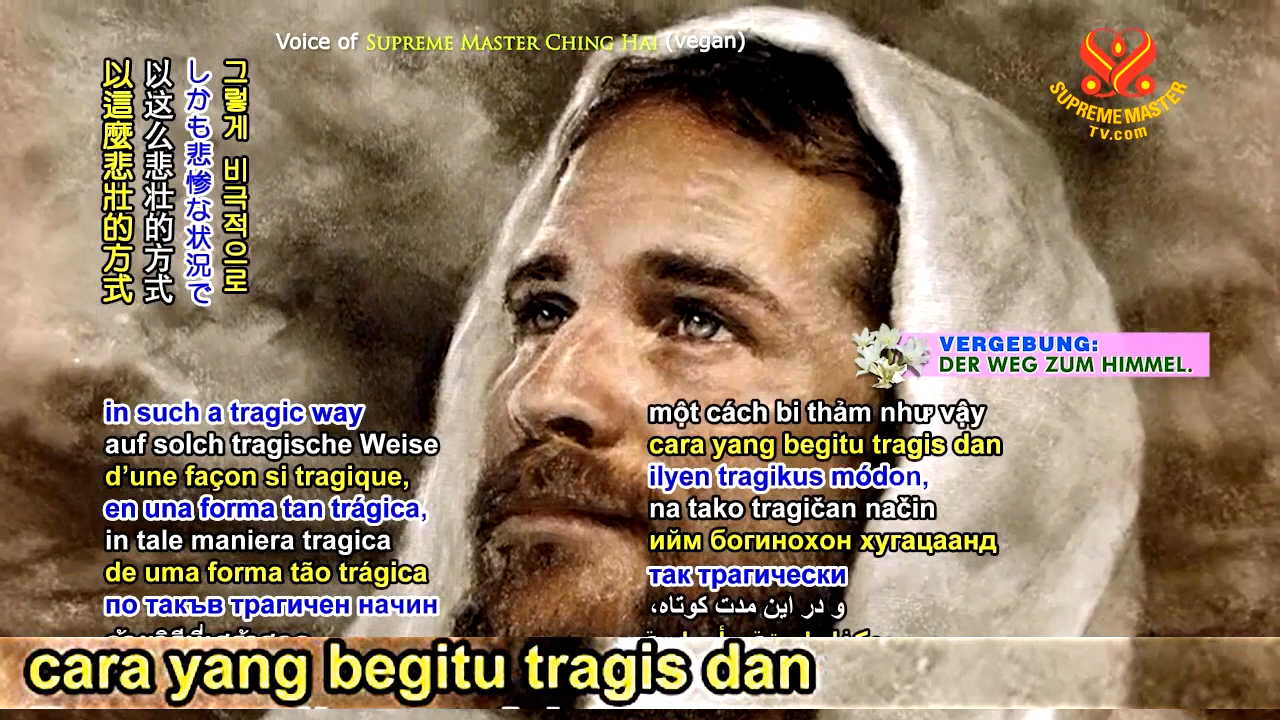 Voice of SUPREME MASTER CHING HAI (vegan)
SUPREME MASTER
TV.com
그렇게 비극적으로
しかも悲惨な状況で
以这么悲壮的方式
以這麼悲壯的方式
VERGEBUNG:
DER WEG ZUM HIMMEL.
in such a tragic way
auf solch tragische Weise
d’une façon si tragique,
en una forma tan trágica,
in tale maniera tragica
de uma forma tão trágica
по такъв трагичен начин
một cách bi thảm như vậy
cara yang begitu tragis dan
ilyen tragikus módon,
na tako tragičan način
ийм богинохон хугацаанд
так трагически
و در این مدت کوتاه،
cara yang begitu tragis dan